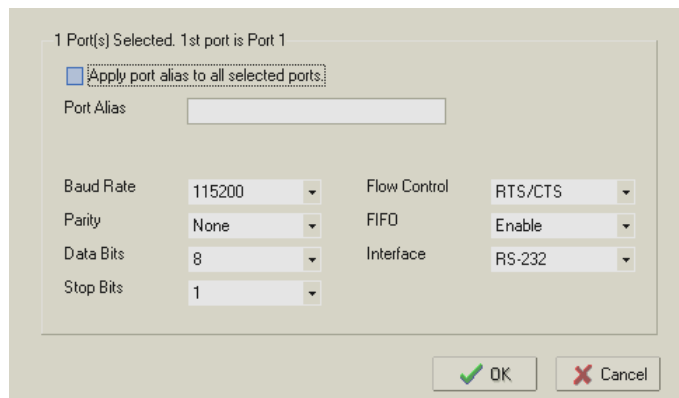 1 Port(s) Selected. 1st port is Port 1
Apply port alias to all selected ports.
Port Alias
Baud Rate 115200 Flow Control RTS/CTS
Parity None FIFO Enable
Data Bits 8 Interface RS-232
Stop Bits 1
OK Cancel